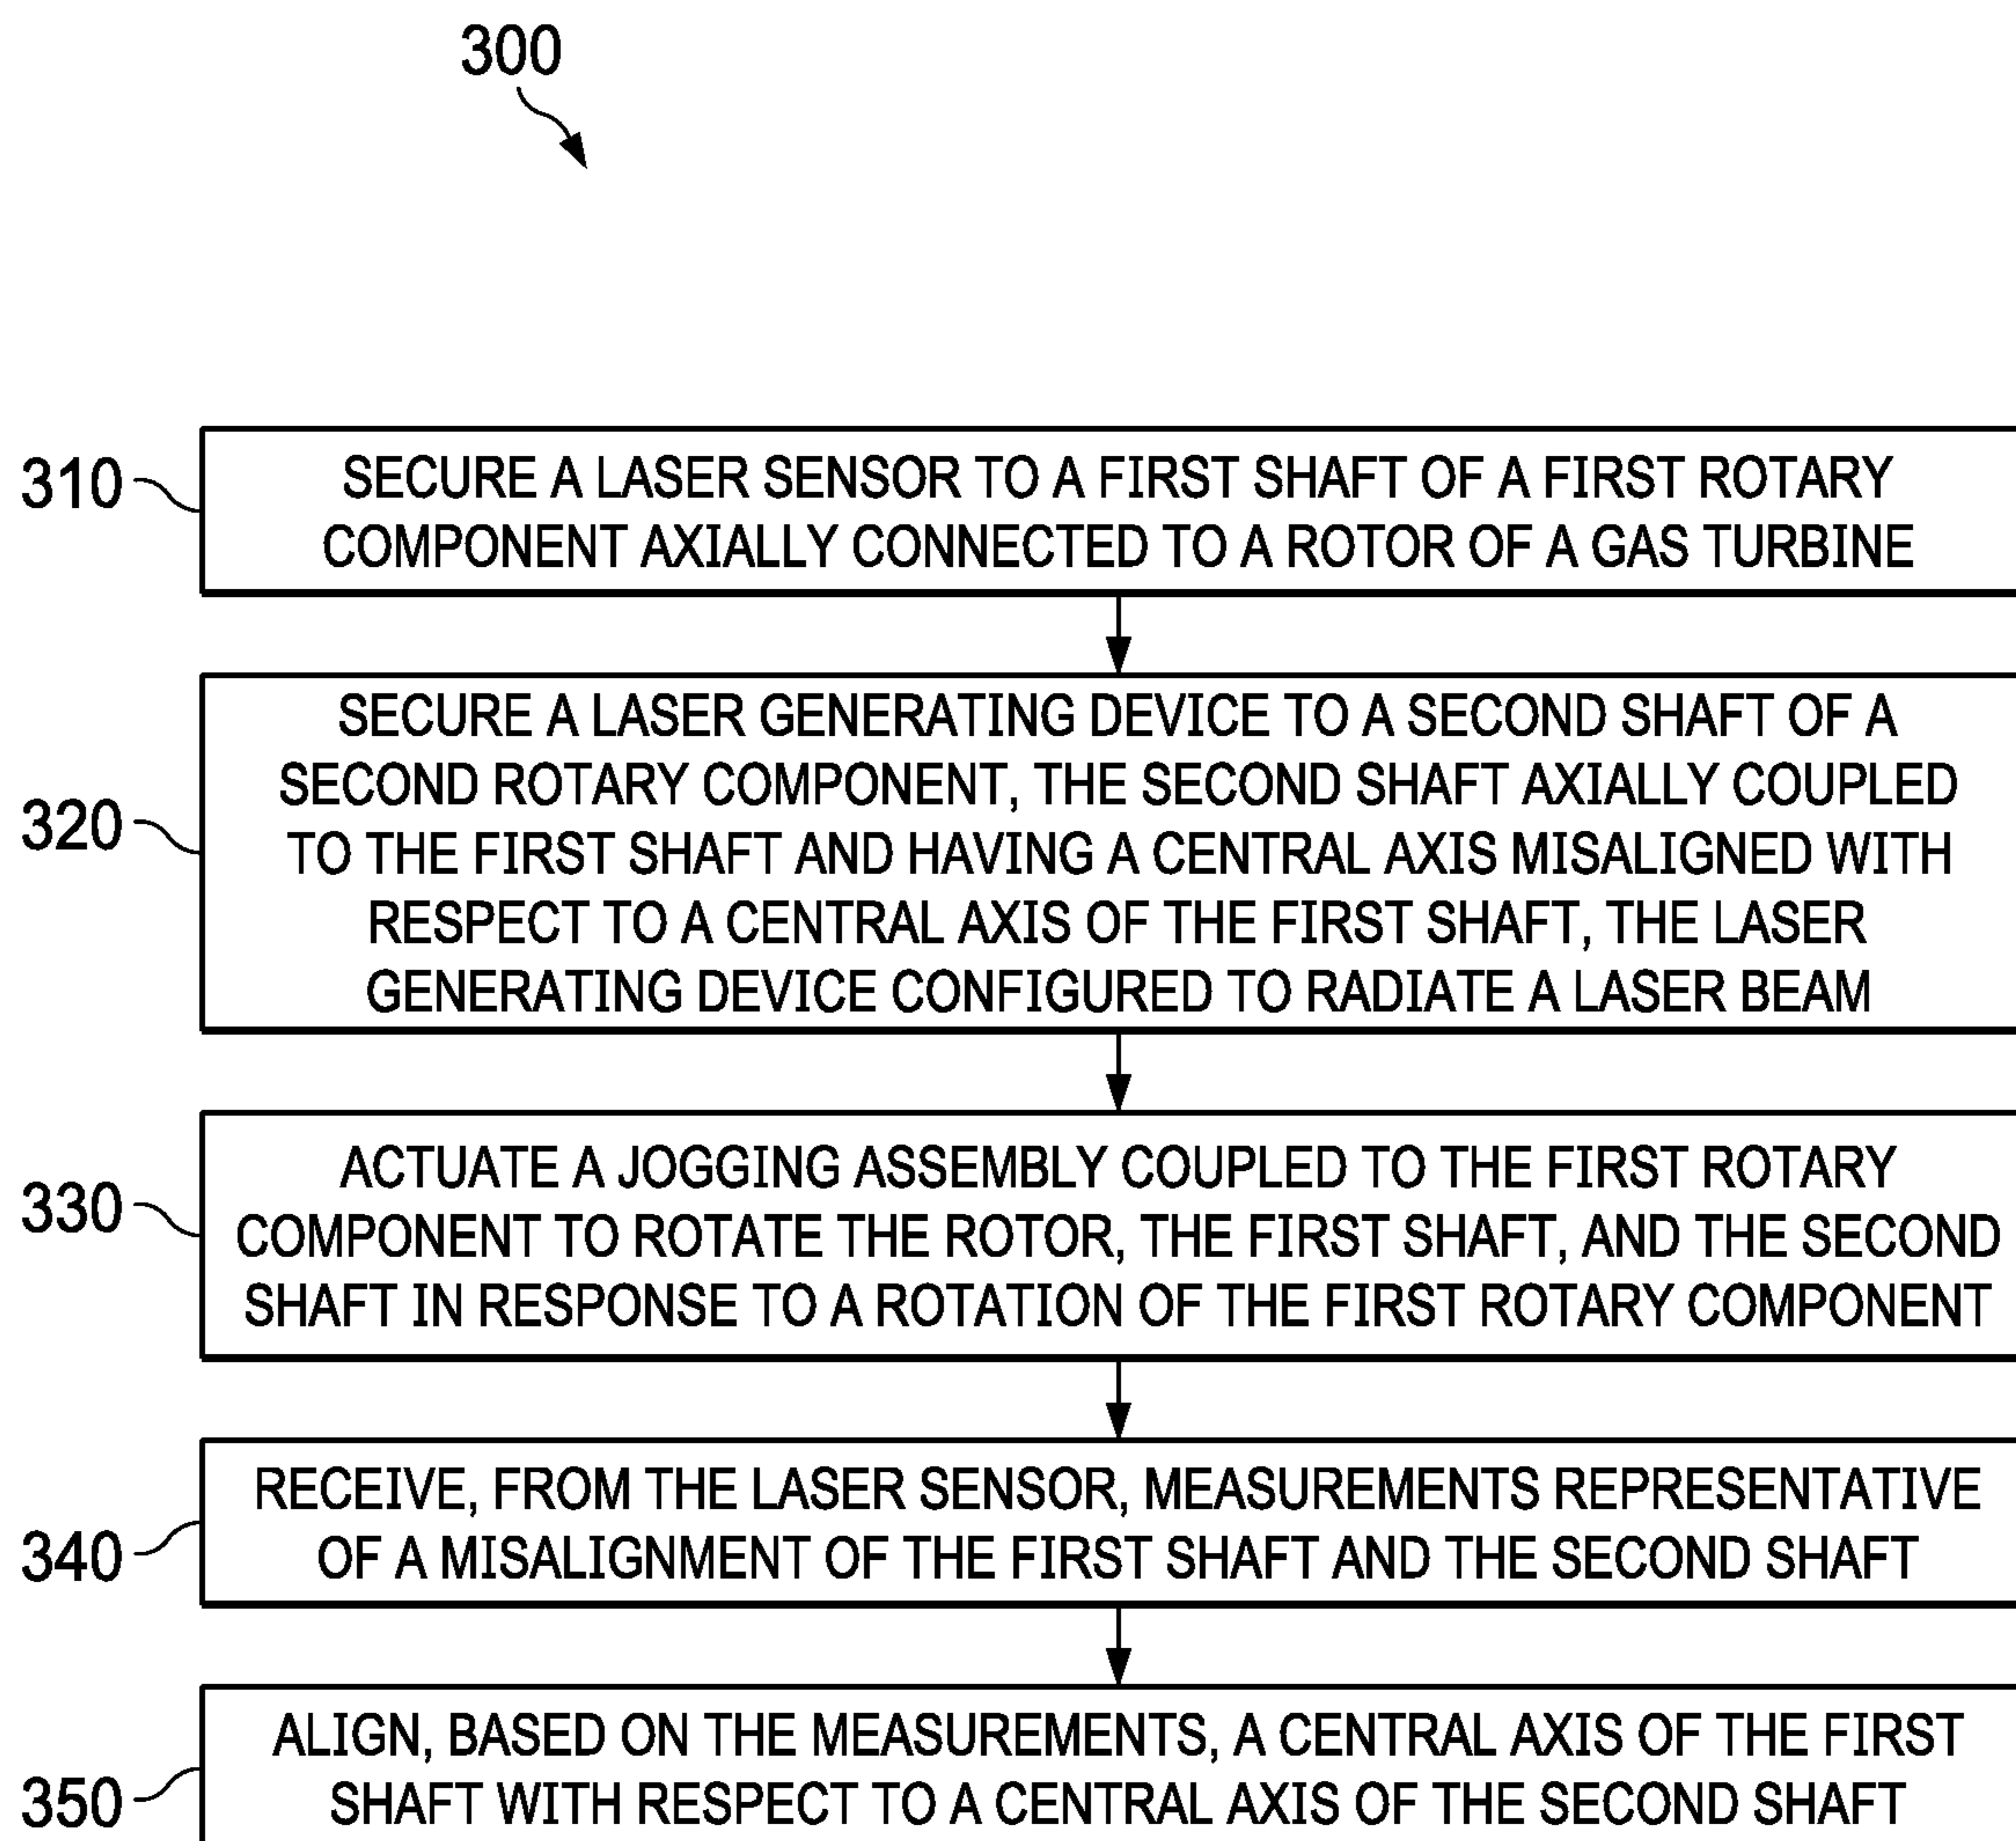 300
310
SECURE A LASER SENSOR TO A FIRST SHAFT OF A FIRST ROTARY
COMPONENT AXIALLY CONNECTED TO A ROTOR OF A GAS TURBINE
320
SECURE A LASER GENERATING DEVICE TO A SECOND SHAFT OF A
SECOND ROTARY COMPONENT, THE SECOND SHAFT AXIALLY COUPLED
TO THE FIRST SHAFT AND HAVING A CENTRAL AXIS MISALIGNED WITH
RESPECT TO A CENTRAL AXIS OF THE FIRST SHAFT, THE LASER
GENERATING DEVICE CONFIGURED TO RADIATE A LASER BEAM
330
ACTUATE A JOGGING ASSEMBLY COUPLED TO THE FIRST ROTARY
COMPONENT TO ROTATE THE ROTOR, THE FIRST SHAFT, AND THE SECOND
SHAFT IN RESPONSE TO A ROTATION OF THE FIRST ROTARY COMPONENT
340
RECEIVE, FROM THE LASER SENSOR, MEASUREMENTS REPRESENTATIVE
OF A MISALIGNMENT OF THE FIRST SHAFT AND THE SECOND SHAFT
350
ALIGN, BASED ON THE MEASUREMENTS, A CENTRAL AXIS OF THE FIRST
SHAFT WITH RESPECT TO A CENTRAL AXIS OF THE SECOND SHAFT